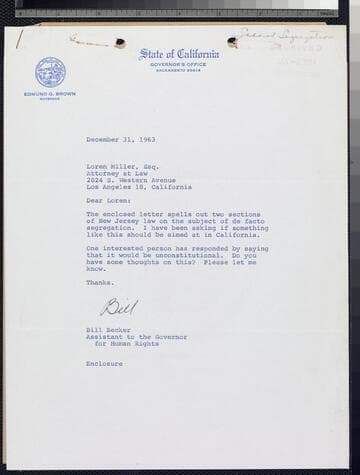 School Segregation
State of California
GOVERNOR'S OFFICE
SACRAMENTO 95814
EDMUND G. BROWN
GOVERNOR
December 31, 1963
Loren Miller, Esq.
Attorney at Law
2024 S. Western Avenue
Los Angeles 18, California
Dear Loren:
The enclosed letter spells out two sections
of New Jersey law on the subject of de facto
segregation. I have been asking if something
like this should be aimed at in California.
One interested person has responded by saying
that it would be unconstitutional. Do you
have some thoughts on this? Please let me
know.
Thanks.
Bill
Bill Becker
Assistant to the Governor
for Human Rights
Enclosure